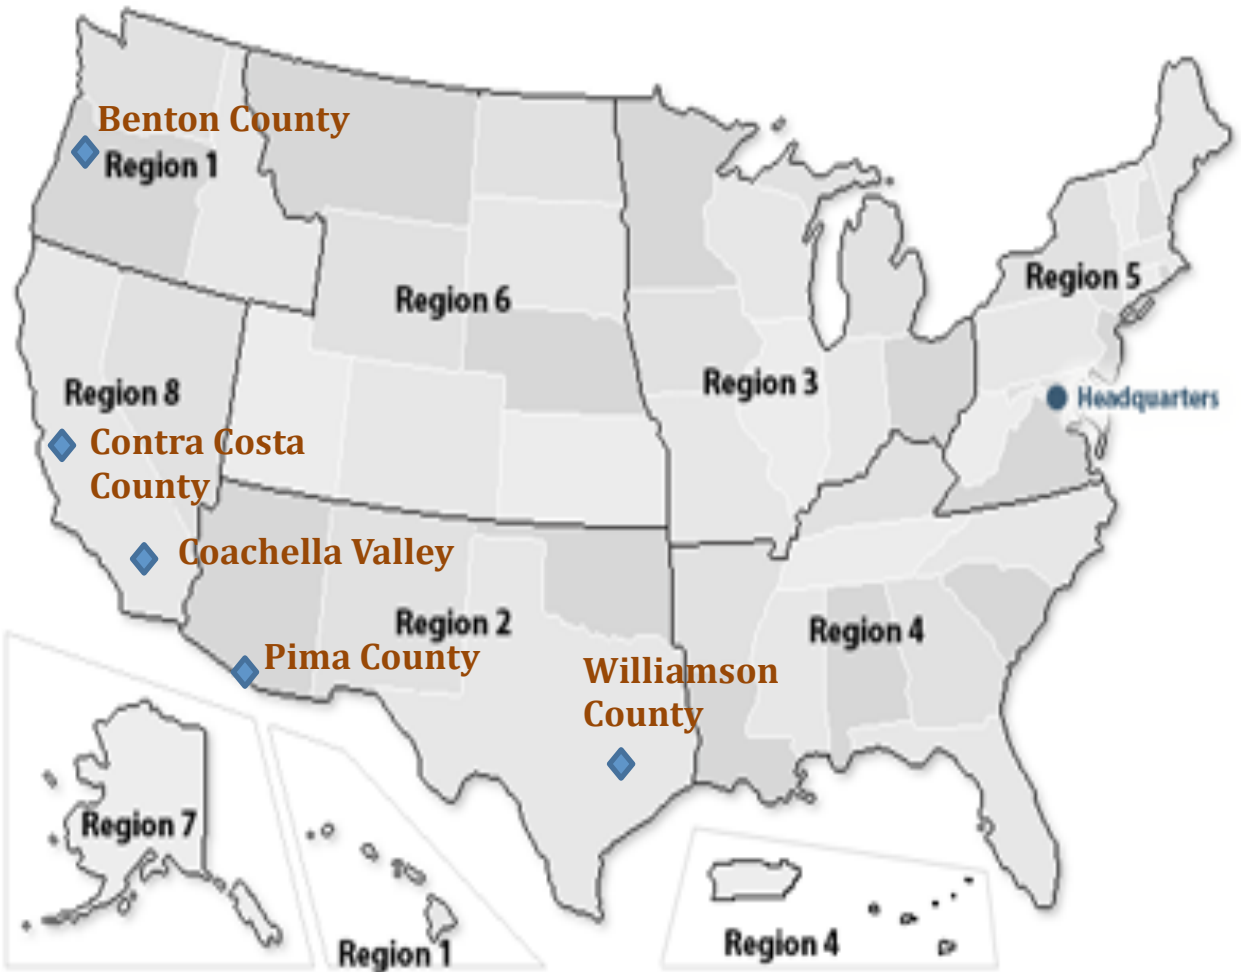 Benton County
Region 1
Region 5
Region 6
Region 3
Region 8
Headquarters
Contra Costa
County
Coachella Valley
Region 2
Region 4
Pima County
Williamson
County
Region 7
Region 1
Region 4